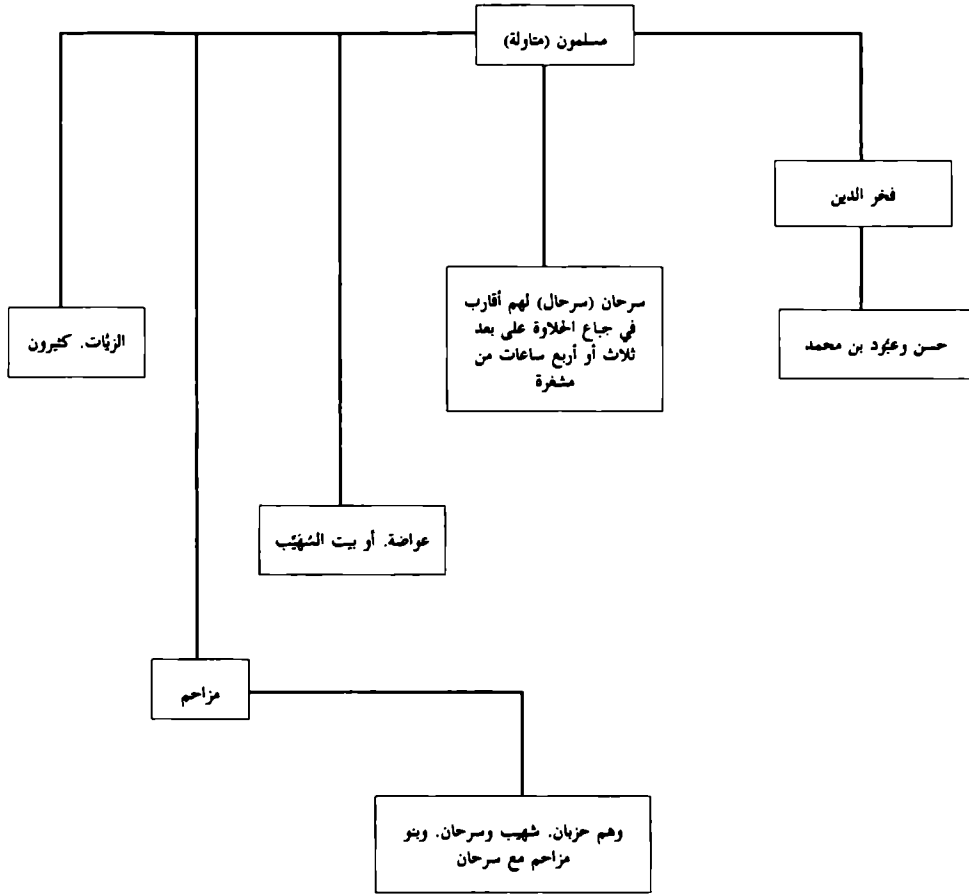 مسلمون (متاولة)
فخر الدين
حسن وعبّود بن محمد
سرحان (سرحال) لهم أقارب
في جباع الحلاوة على بعد
ثلاث أو أربع ساعات من
مشغرة
الزيّات. كثيرون
عواضة. أو بيت الشهَيّب
مزاحم
وهم حزبان. شهيب وسرحان. وبنو
مزاحم مع سرحان